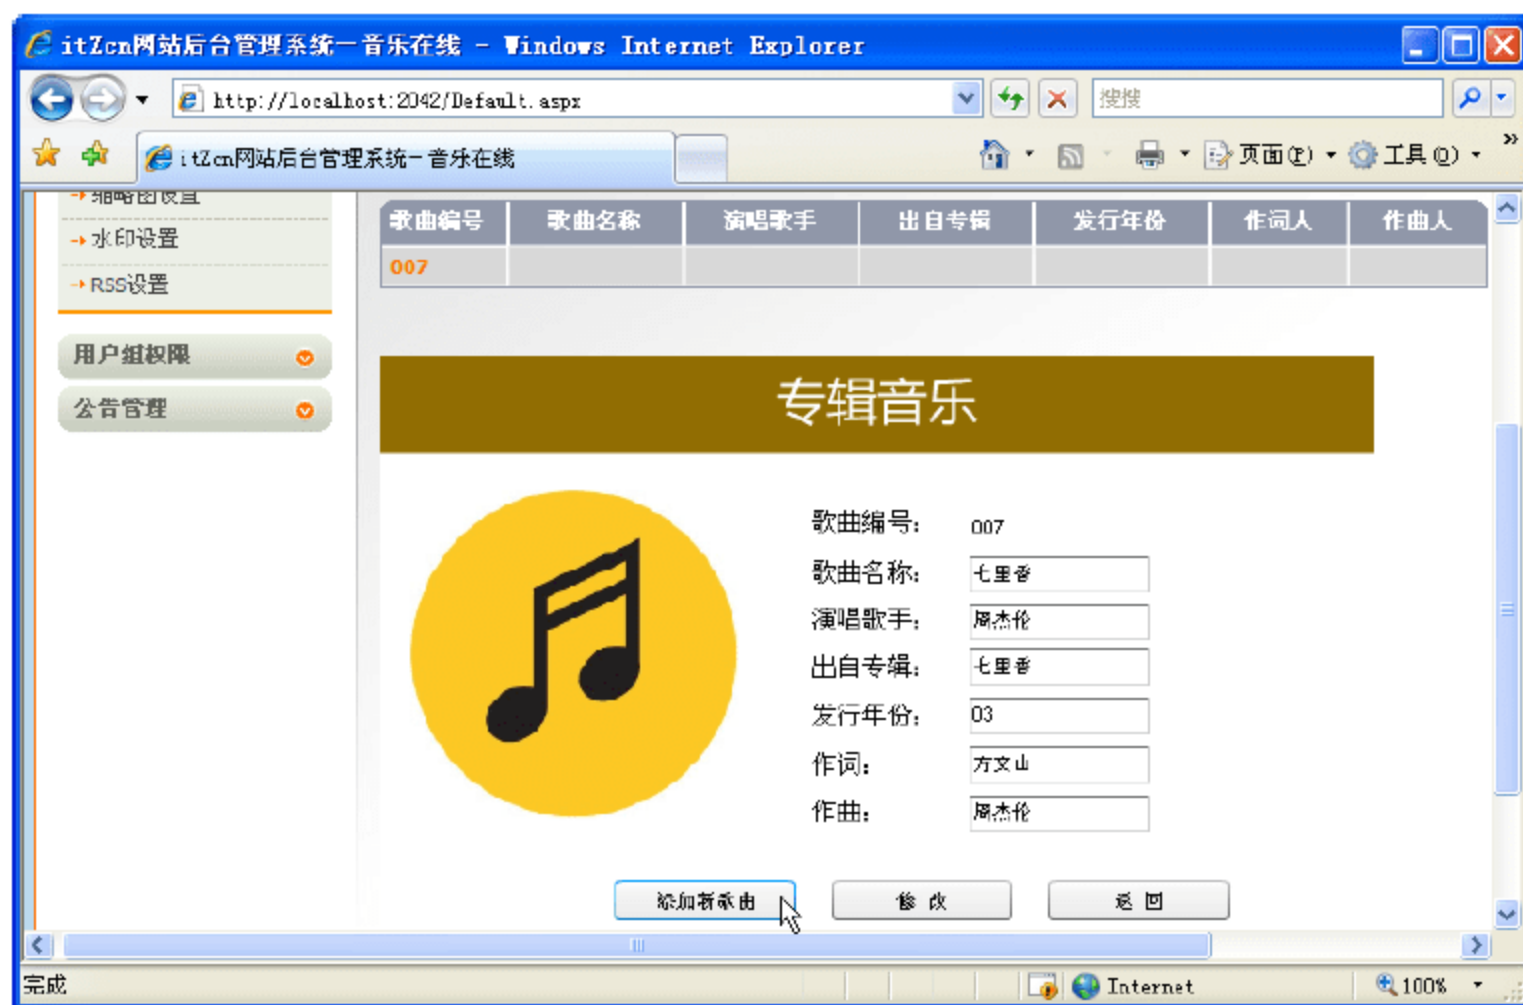 itZcn网站后台管理系统—音乐在线 - Windows Internet Explorer
http://localhost:2042/Default.aspx
搜搜
itZcn网站后台管理系统—音乐在线
页面(P)
工具(O)
»
缩略图设置
水印设置
RSS设置
用户组权限
公告管理
歌曲编号 歌曲名称 演唱歌手 出自专辑 发行年份 作词人 作曲人
007
专辑音乐
歌曲编号: 007
歌曲名称: 七里香
演唱歌手: 周杰伦
出自专辑: 七里香
发行年份: 03
作词: 方文山
作曲: 周杰伦
添加新歌曲 修 改 返 回
完成 Internet 100%